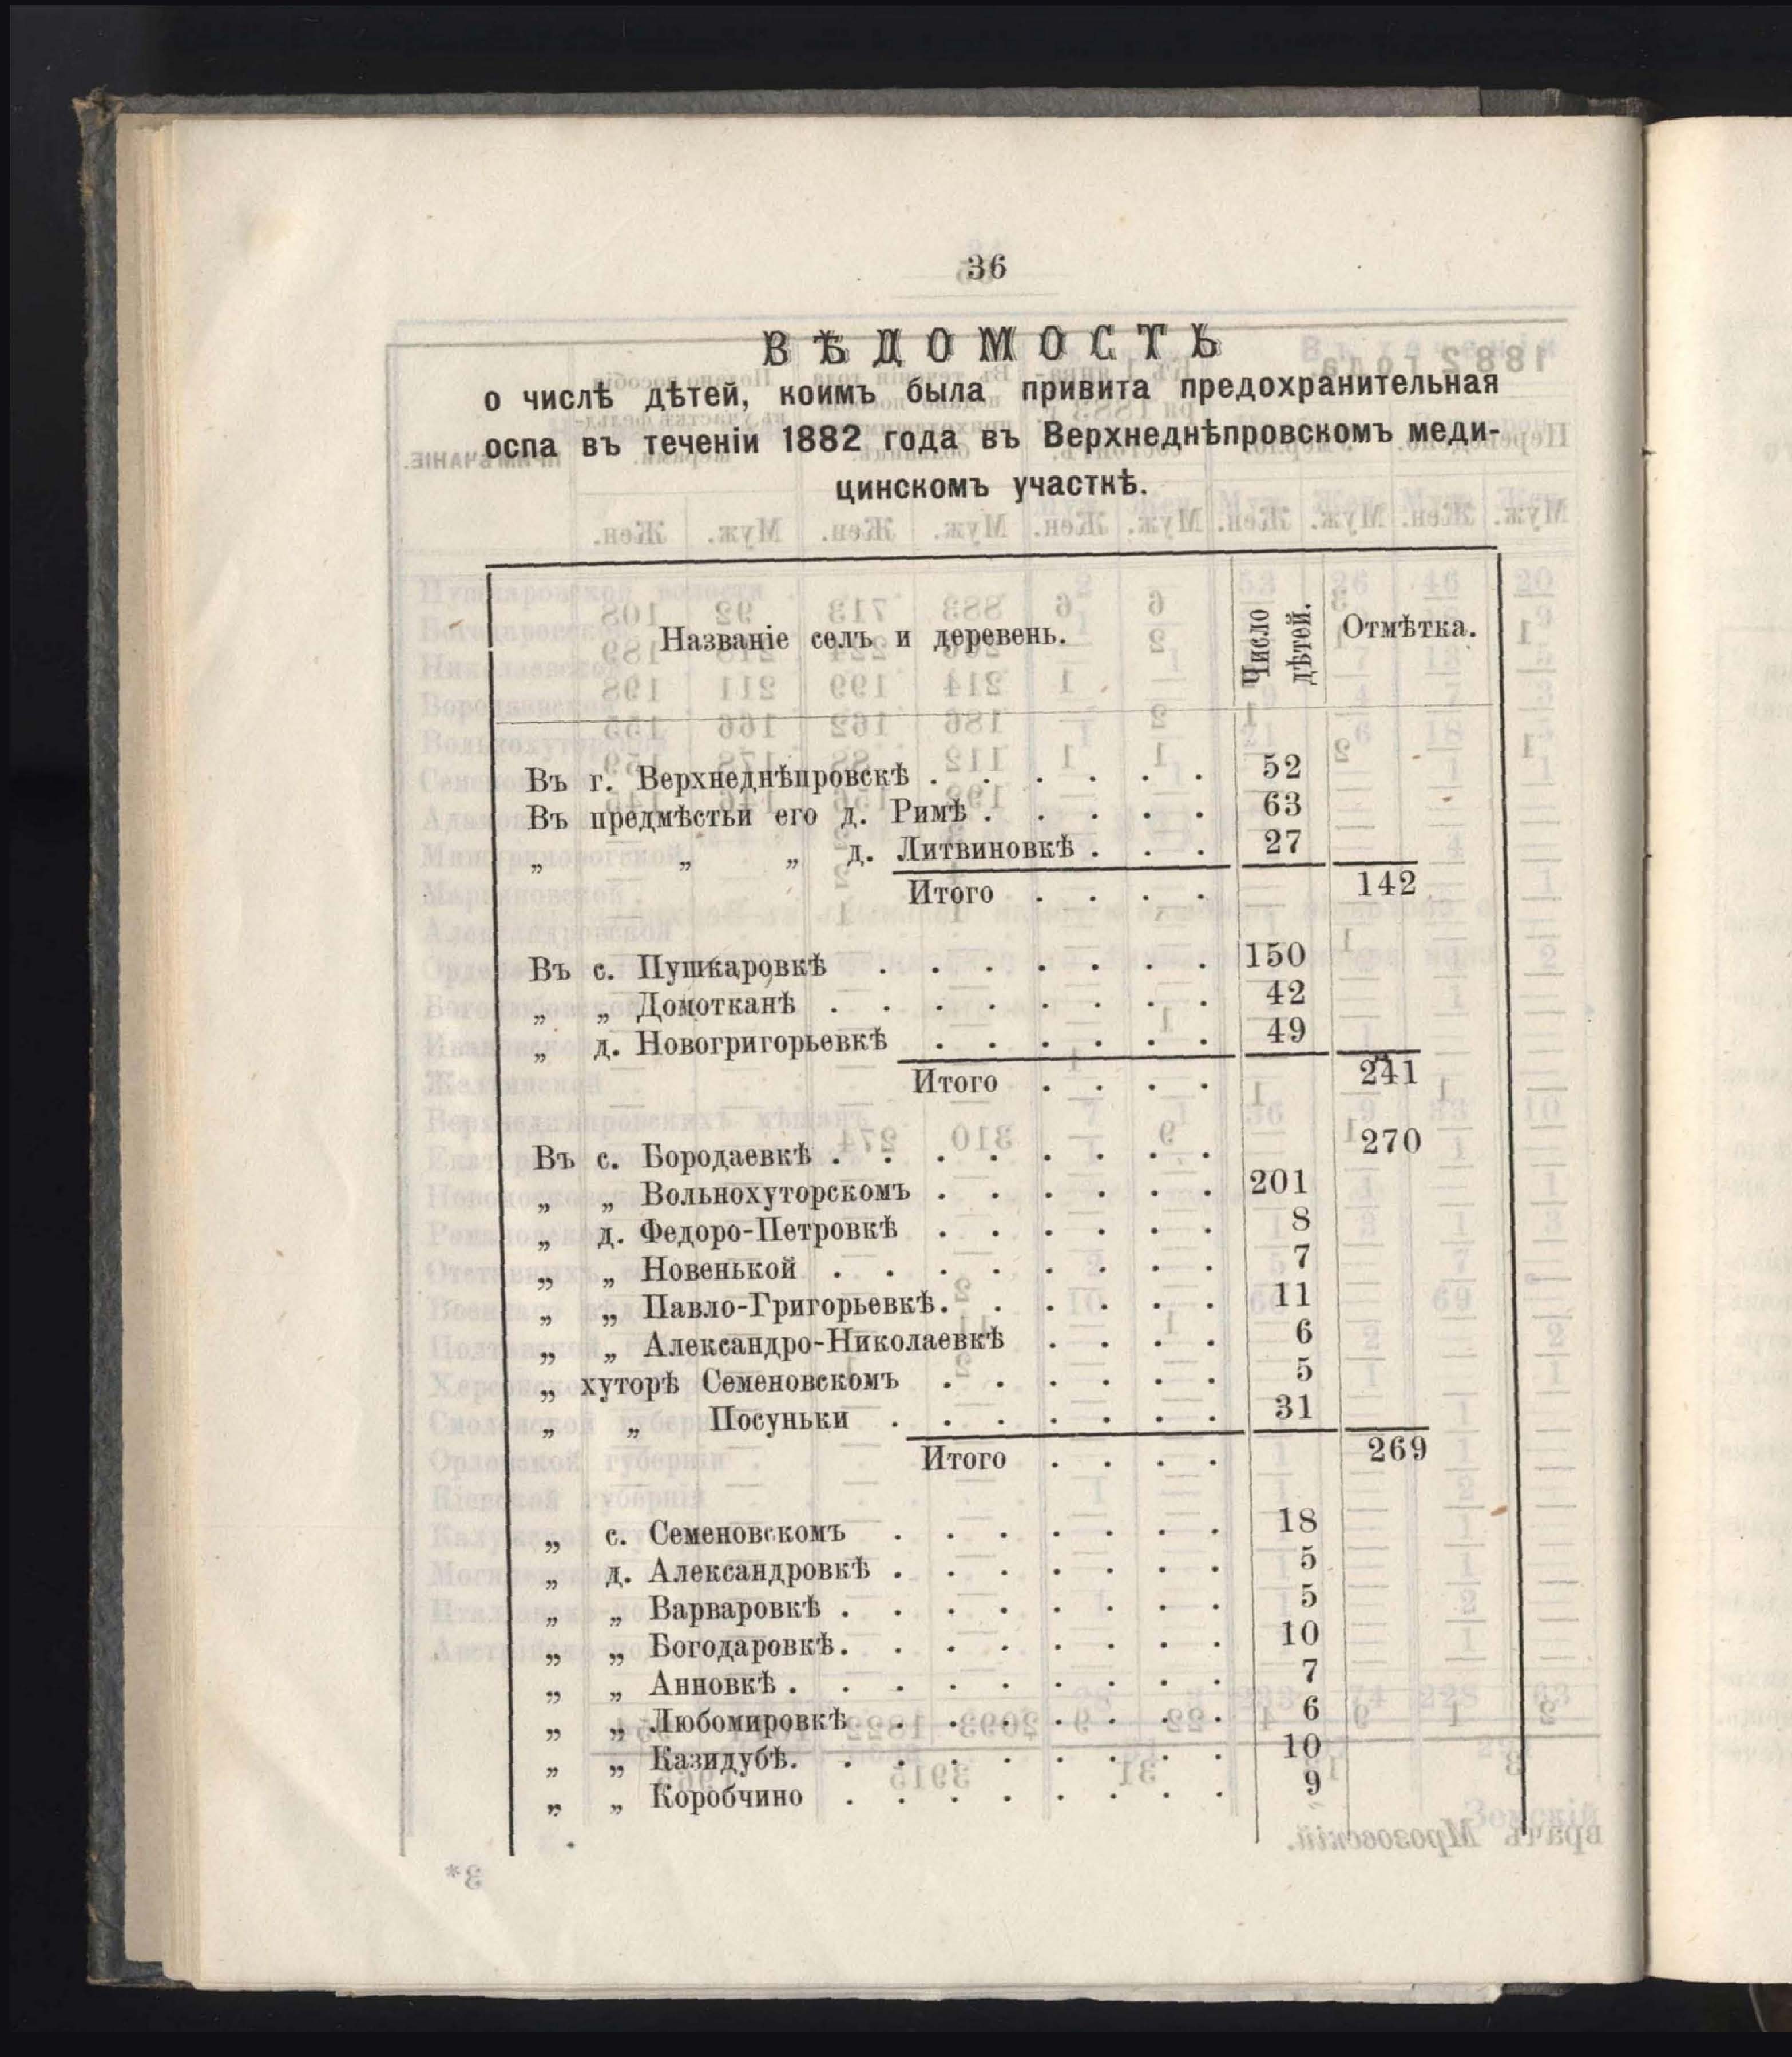 36
ВѢДОМОСТЬ
о числѣ дѣтей, коимъ была привита предохранительная
оспа въ теченіи 1882 года въ Верхнеднѣпровскомъ меди-
цинскомъ участкѣ.
Названіе селъ и деревень. Число дѣтей. Отмѣтка.
Въ г. Верхнеднѣпровскѣ . . . . . . 52
Въ предмѣстьи его д. Римѣ . . . . . 63
„ „ „ д. Литвиновкѣ . . . 27
Итого . . . . 142
Въ с. Пушкаровкѣ . . . . . . . 150
„ „ Домотканѣ . . . . . . . . 42
„ д. Новогригорьевкѣ . . . . . . 49
Итого . . . . 241
Въ с. Бородаевкѣ . . . . . . . . 270
„ „ Вольнохуторскомъ . . . . . . 201
„ д. Федоро-Петровкѣ . . . . . . 8
„ „ Новенькой . . . . . . . . 7
„ „ Павло-Григорьевкѣ. . . . . . 11
„ „ Александро-Николаевкѣ . . . . 6
„ хуторѣ Семеновскомъ . . . . . . 5
„ „ Посуньки . . . . . . . 31
Итого . . . . 269
„ с. Семеновскомъ . . . . . . . 18
„ д. Александровкѣ . . . . . . . 5
„ „ Варваровкѣ . . . . . . . . 5
„ „ Богодаровкѣ. . . . . . . . 10
„ „ Анновкѣ . . . . . . . . . 7
„ „ Любомировкѣ . . . . . . . 6
„ „ Казидубѣ. . . . . . . . . 10
„ „ Коробчино . . . . . . . . 9